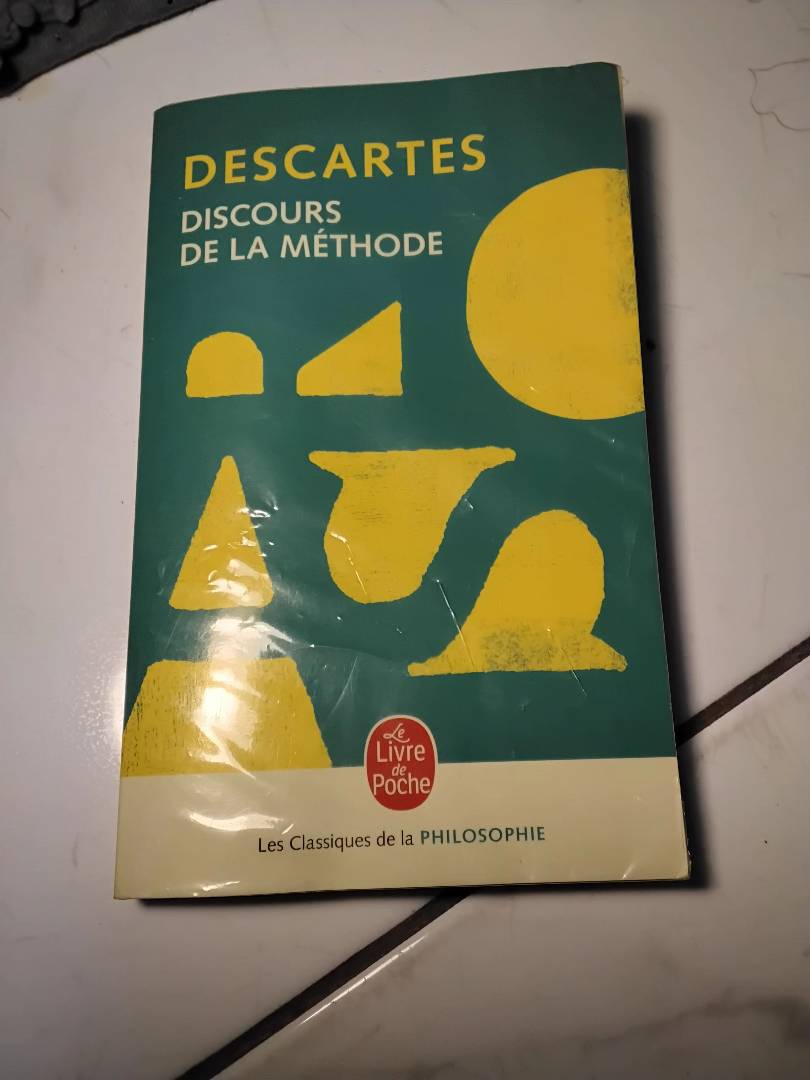 DESCARTES
DISCOURS
DE LA MÉTHODE
Le
Livre
de
Poche
Les Classiques de la PHILOSOPHIE